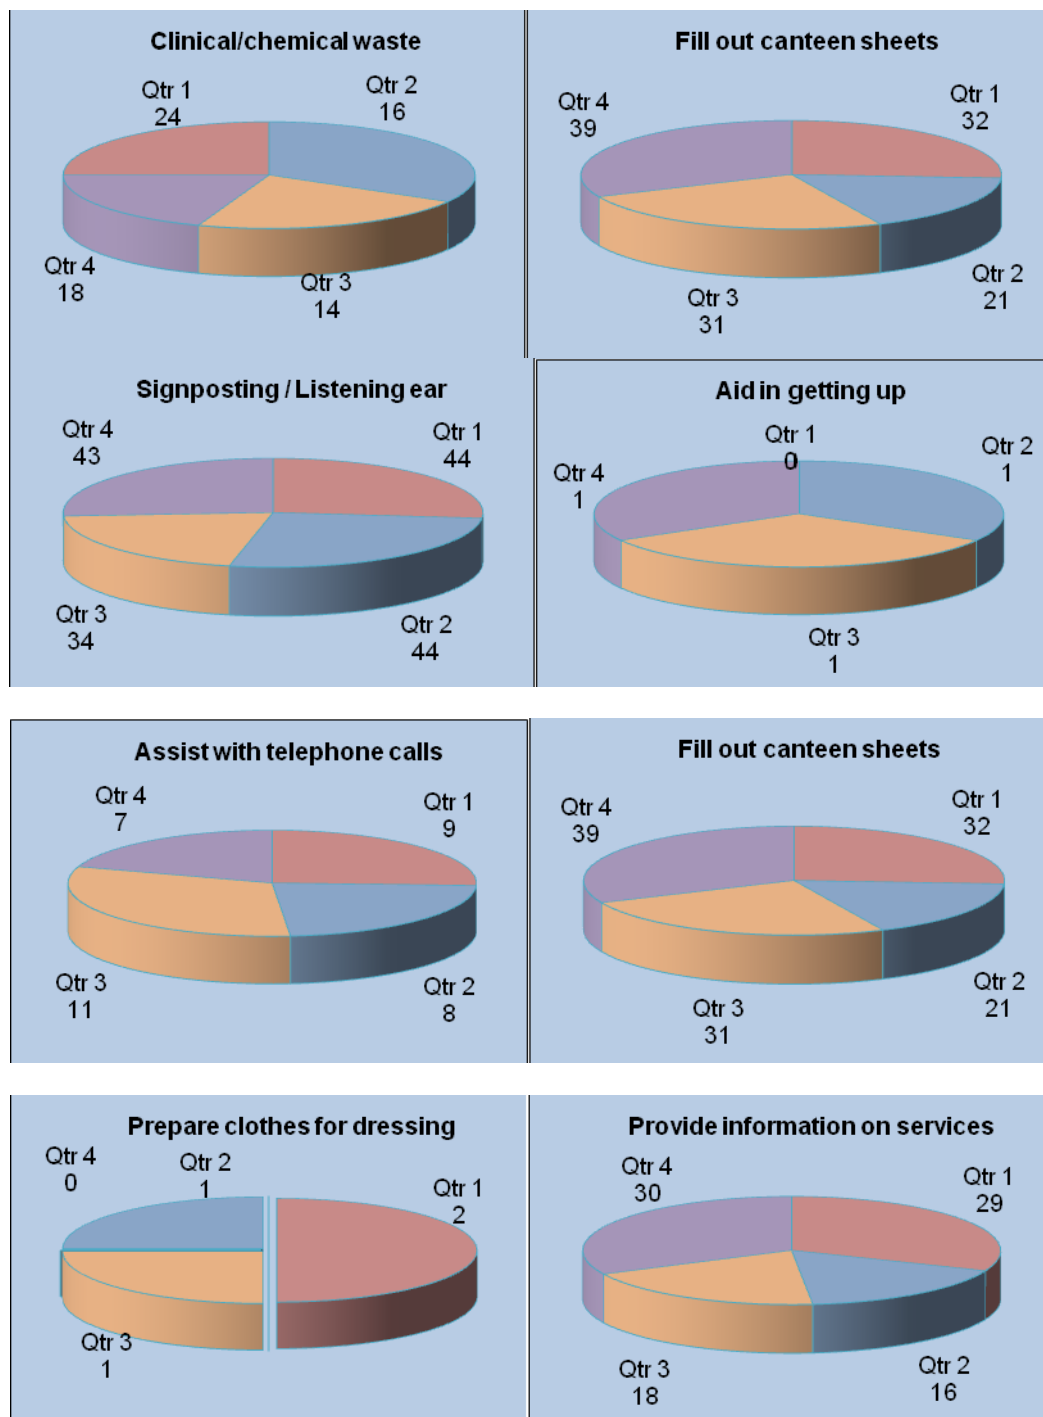 Clinical/chemical waste
Qtr 1
24
Qtr 2
16
Qtr 3
14
Qtr 4
18
Fill out canteen sheets
Qtr 4
39
Qtr 1
32
Qtr 2
21
Qtr 3
31
Signposting / Listening ear
Qtr 4
43
Qtr 1
44
Qtr 3
34
Qtr 2
44
Aid in getting up
Qtr 1
0
Qtr 2
1
Qtr 4
1
Qtr 3
1
Assist with telephone calls
Qtr 4
7
Qtr 1
9
Qtr 3
11
Qtr 2
8
Fill out canteen sheets
Qtr 4
39
Qtr 1
32
Qtr 2
21
Qtr 3
31
Prepare clothes for dressing
Qtr 4
0
Qtr 2
1
Qtr 1
2
Qtr 3
1
Provide information on services
Qtr 4
30
Qtr 1
29
Qtr 3
18
Qtr 2
16